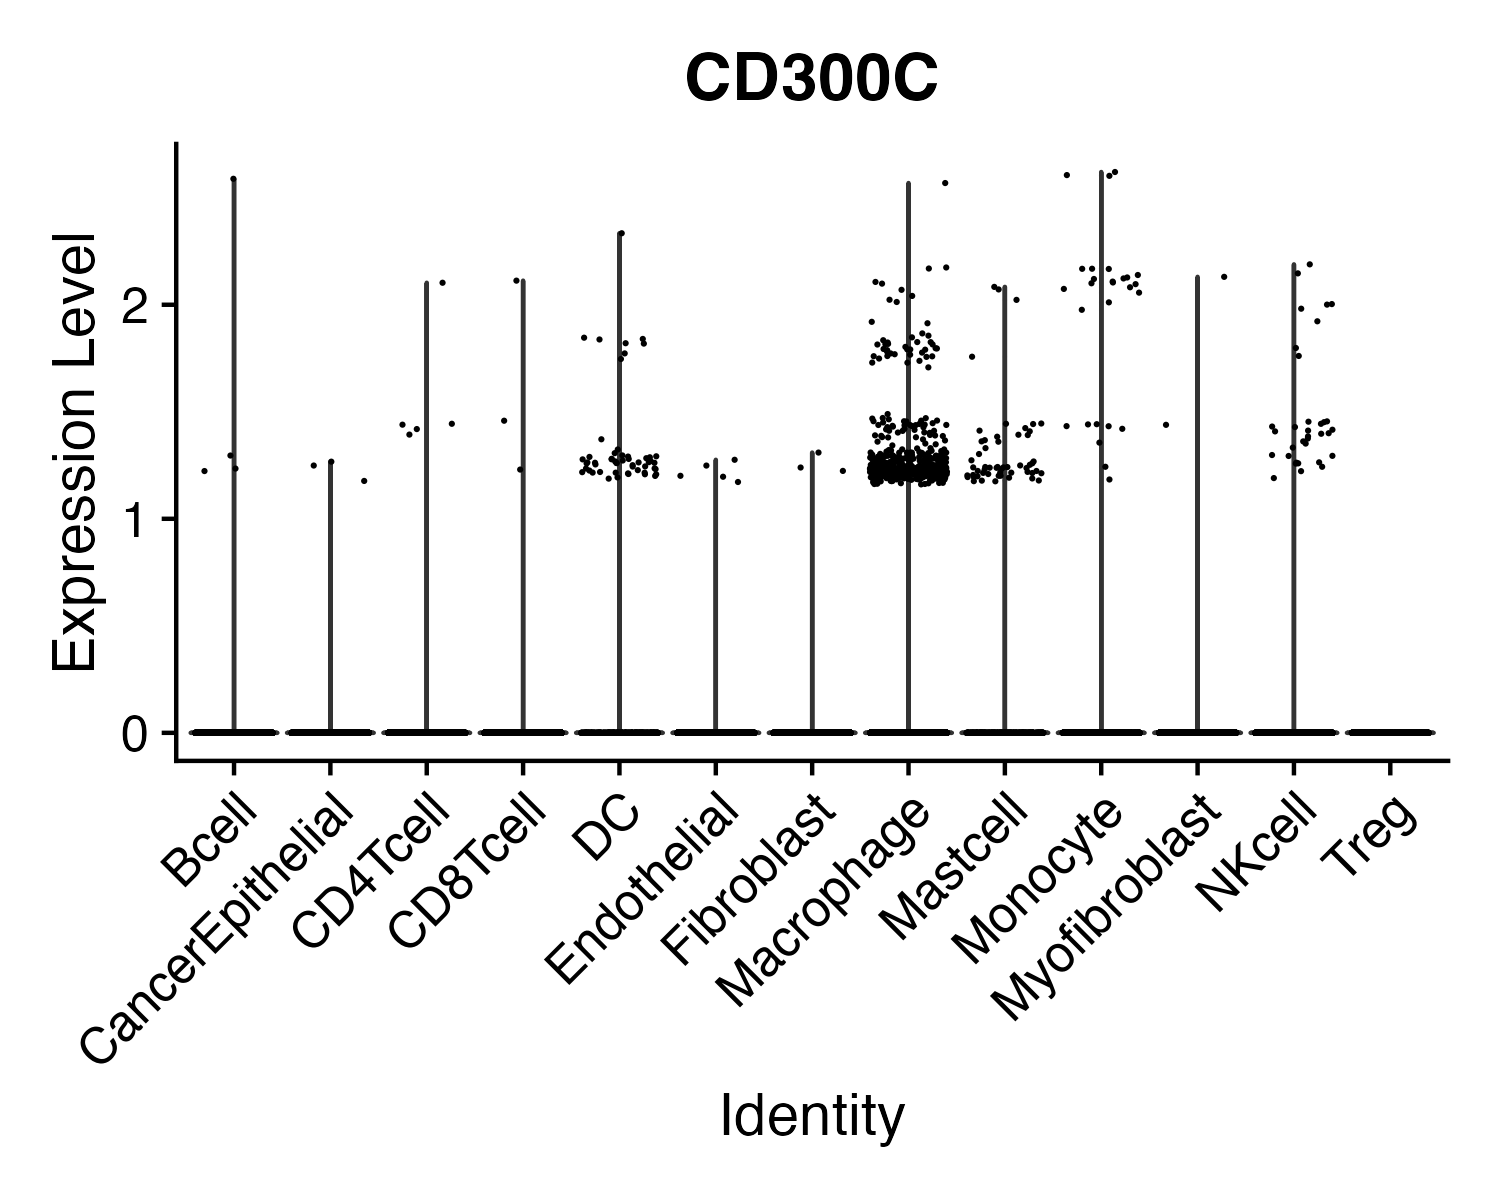 CD300C
Expression Level
2
1
0
Bcell
CancerEpithelial
CD4Tcell
CD8Tcell
DC
Endothelial
Fibroblast
Macrophage
Mastcell
Monocyte
Myofibroblast
NKcell
Treg
Identity